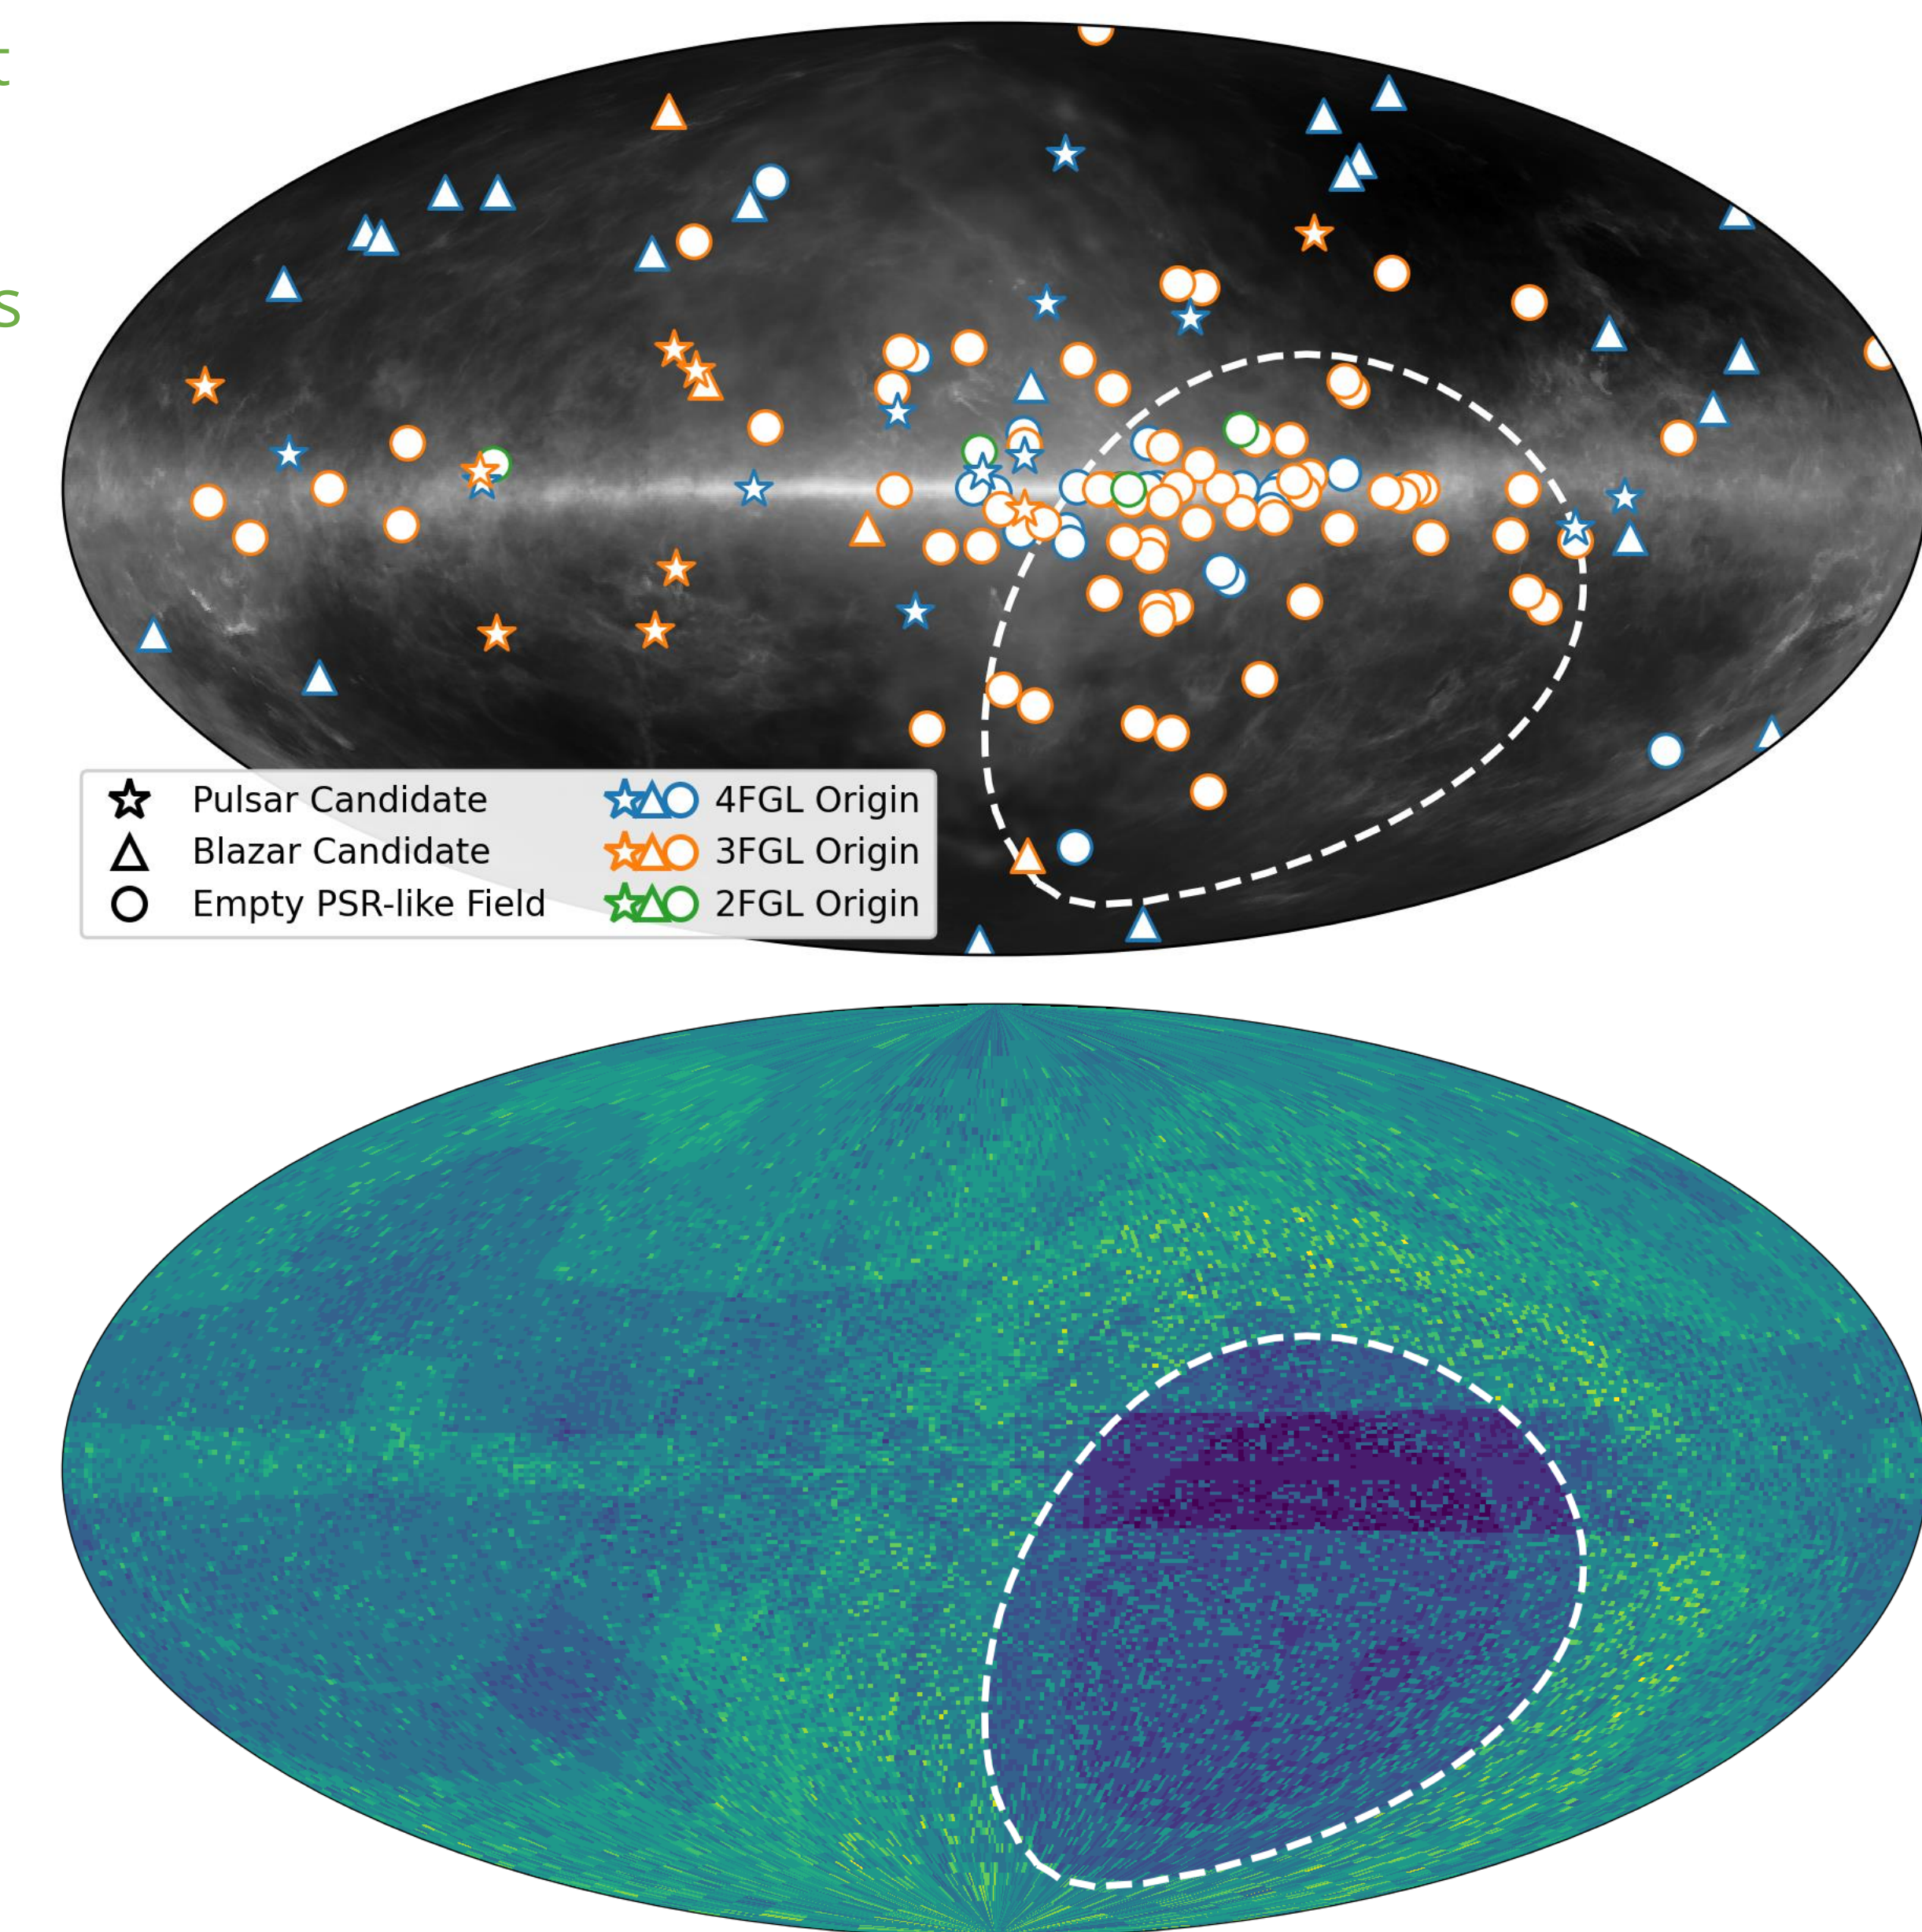 t
s
Pulsar Candidate
Blazar Candidate
Empty PSR-like Field
4FGL Origin
3FGL Origin
2FGL Origin